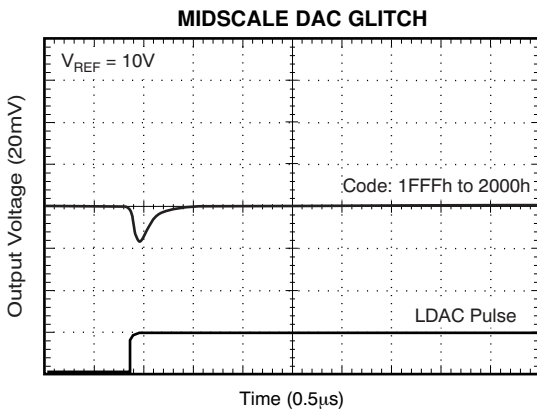 MIDSCALE DAC GLITCH
V_REF = 10V
Output Voltage (20mV)
Code: 1FFFh to 2000h
LDAC Pulse
Time (0.5μs)